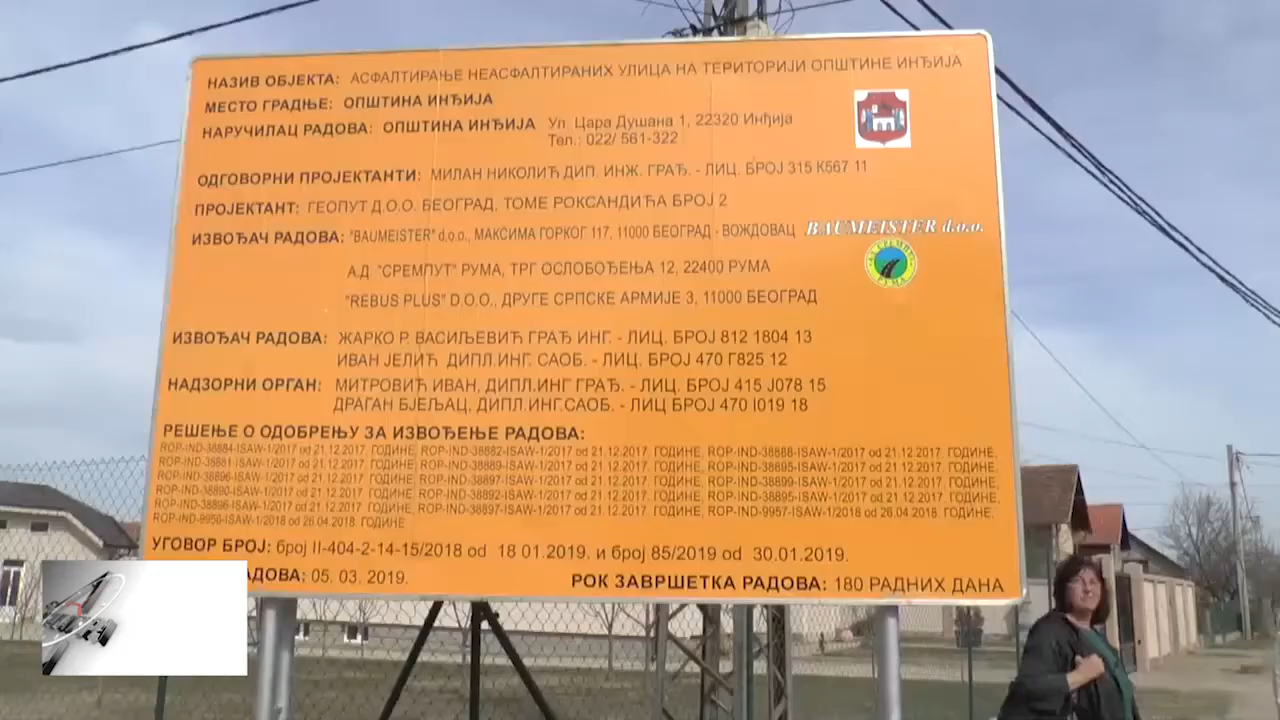 НАЗИВ ОБЈЕКТА: АСФАЛТИРАЊЕ НЕАСФАЛТИРАНИХ УЛИЦА НА ТЕРИТОРИЈИ ОПШТИНЕ ИНЂИЈА
МЕСТО ГРАДЊЕ: ОПШТИНА ИНЂИЈА
НАРУЧИЛАЦ РАДОВА: ОПШТИНА ИНЂИЈА Ул. Цара Душана 1, 22320 Инђија
Тел.: 022/ 561-322
ОДГОВОРНИ ПРОЈЕКТАНТИ: МИЛАН НИКОЛИЋ ДИП. ИНЖ. ГРАЂ. - ЛИЦ. БРОЈ 315 К567 11
ПРОЈЕКТАНТ: ГЕОПУТ Д.О.О. БЕОГРАД, ТОМЕ РОКСАНДИЋА БРОЈ 2
ИЗВОЂАЧ РАДОВА: "BAUMEISTER" d.o.o., МАКСИМА ГОРКОГ 117, 11000 БЕОГРАД - ВОЖДОВАЦ BAUMEISTER d.o.o.
А.Д "СРЕМПУТ" РУМА, ТРГ ОСЛОБОЂЕЊА 12, 22400 РУМА
"REBUS PLUS" D.O.O., ДРУГЕ СРПСКЕ АРМИЈЕ 3, 11000 БЕОГРАД
ИЗВОЂАЧ РАДОВА: ЖАРКО Р. ВАСИЉЕВИЋ ГРАЂ ИНГ. - ЛИЦ. БРОЈ 812 1804 13
ИВАН ЈЕЛИЋ ДИПЛ.ИНГ. САОБ. - ЛИЦ. БРОЈ 470 Г825 12
НАДЗОРНИ ОРГАН: МИТРОВИЋ ИВАН, ДИПЛ.ИНГ ГРАЂ. - ЛИЦ. БРОЈ 415 Ј078 15
ДРАГАН БЈЕЉАЦ, ДИПЛ.ИНГ.САОБ. - ЛИЦ БРОЈ 470 I019 18
РЕШЕЊЕ О ОДОБРЕЊУ ЗА ИЗВОЂЕЊЕ РАДОВА:
ROP-IND-38884-ISAW-1/2017 od 21.12.2017. ГОДИНЕ, ROP-IND-38882-ISAW-1/2017 od 21.12.2017. ГОДИНЕ, ROP-IND-38888-ISAW-1/2017 od 21.12.2017. ГОДИНЕ,
ROP-IND-38881-ISAW-1/2017 od 21.12.2017. ГОДИНЕ, ROP-IND-38889-ISAW-1/2017 od 21.12.2017. ГОДИНЕ, ROP-IND-38895-ISAW-1/2017 od 21.12.2017. ГОДИНЕ,
ROP-IND-38896-ISAW-1/2017 od 21.12.2017. ГОДИНЕ, ROP-IND-38897-ISAW-1/2017 od 21.12.2017. ГОДИНЕ, ROP-IND-38899-ISAW-1/2017 od 21.12.2017. ГОДИНЕ,
ROP-IND-38890-ISAW-1/2017 od 21.12.2017. ГОДИНЕ, ROP-IND-38892-ISAW-1/2017 od 21.12.2017. ГОДИНЕ, ROP-IND-38895-ISAW-1/2017 od 21.12.2017. ГОДИНЕ,
ROP-IND-38896-ISAW-1/2017 od 21.12.2017. ГОДИНЕ, ROP-IND-38897-ISAW-1/2017 od 21.12.2017. ГОДИНЕ, ROP-IND-9957-ISAW-1/2018 od 26.04.2018. ГОДИНЕ,
ROP-IND-9956-ISAW-1/2018 od 26.04.2018. ГОДИНЕ
УГОВОР БРОЈ: број II-404-2-14-15/2018 od 18 01.2019. и број 85/2019 od 30.01.2019.
АДОВА: 05. 03. 2019. РОК ЗАВРШЕТКА РАДОВА: 180 РАДНИХ ДАНА